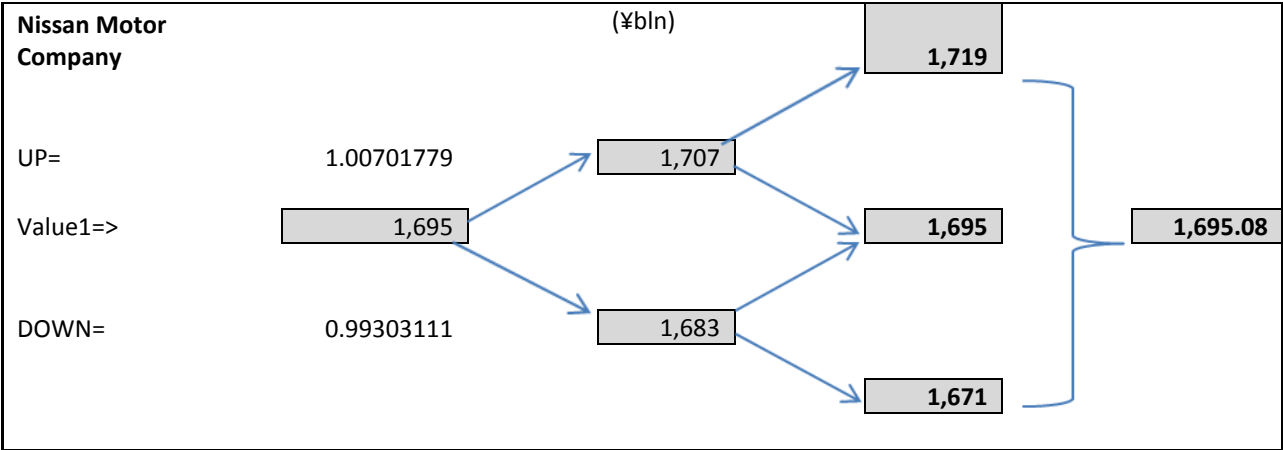 Nissan Motor
Company
(¥bln)
1,719
UP=
1.00701779
1,707
Value1=>
1,695
1,695
1,695.08
DOWN=
0.99303111
1,683
1,671